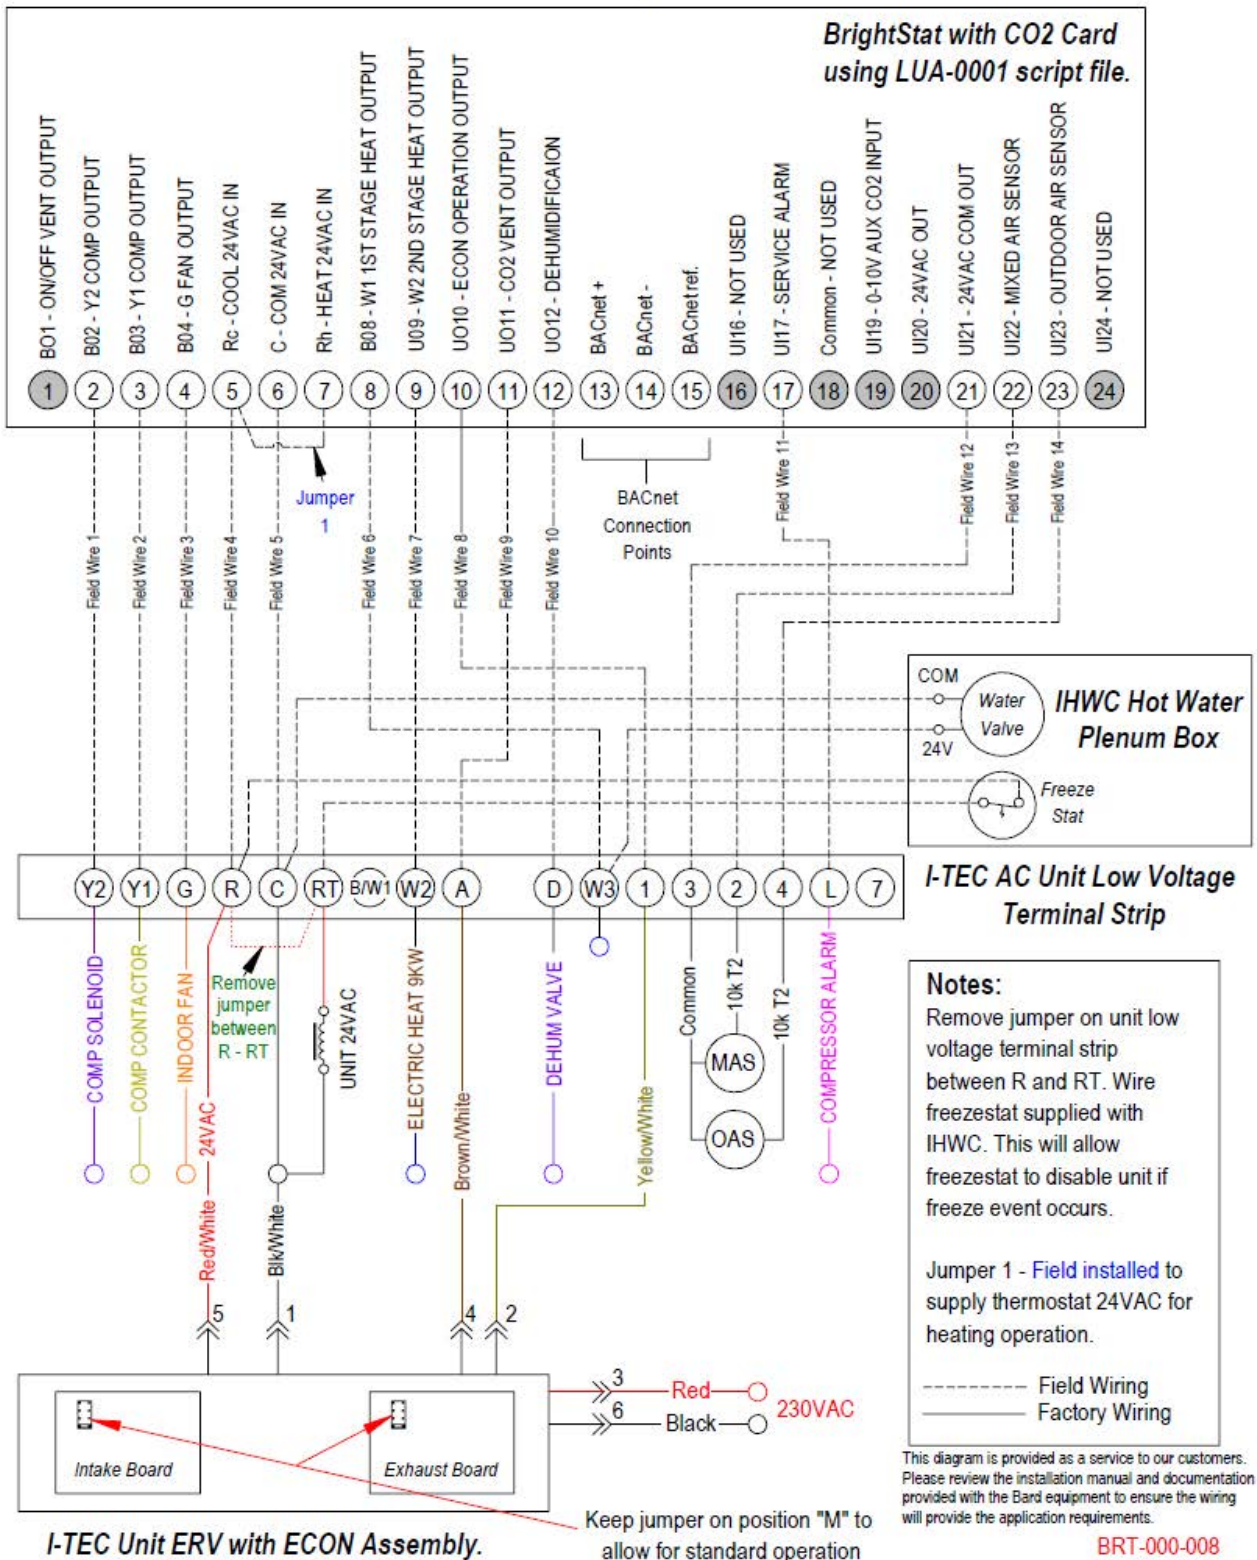 BrightStat with CO2 Card
using LUA-0001 script file.
BO1 - ON/OFF VENT OUTPUT
B02 - Y2 COMP OUTPUT
B03 - Y1 COMP OUTPUT
B04 - G FAN OUTPUT
Rc - COOL 24VAC IN
C - COM 24VAC IN
Rh - HEAT 24VAC IN
B08 - W1 1ST STAGE HEAT OUTPUT
U09 - W2 2ND STAGE HEAT OUTPUT
UO10 - ECON OPERATION OUTPUT
UO11 - CO2 VENT OUTPUT
UO12 - DEHUMIDIFICAION
BACnet +
BACnet -
BACnet ref.
UI16 - NOT USED
UI17 - SERVICE ALARM
Common - NOT USED
UI19 - 0-10V AUX CO2 INPUT
UI20 - 24VAC OUT
UI21 - 24VAC COM OUT
UI22 - MIXED AIR SENSOR
UI23 - OUTDOOR AIR SENSOR
UI24 - NOT USED
1 2 3 4 5 6 7 8 9 10 11 12 13 14 15 16 17 18 19 20 21 22 23 24
Jumper
1
BACnet
Connection
Points
Field Wire 1
Field Wire 2
Field Wire 3
Field Wire 4
Field Wire 5
Field Wire 6
Field Wire 7
Field Wire 8
Field Wire 9
Field Wire 10
Field Wire 11
Field Wire 12
Field Wire 13
Field Wire 14
COM
24V
Water
Valve
IHWC Hot Water
Plenum Box
Freeze
Stat
Y2 Y1 G R C RT B/W1 W2 A D W3 1 3 2 4 L 7
I-TEC AC Unit Low Voltage
Terminal Strip
COMP SOLENOID
COMP CONTACTOR
INDOOR FAN
Remove
jumper
between
R - RT
24VAC
Red/White
Blk/White
UNIT 24VAC
ELECTRIC HEAT 9KW
Brown/White
DEHUM VALVE
Yellow/White
Common
10k T2
10k T2
MAS
OAS
COMPRESSOR ALARM
Notes:
Remove jumper on unit low
voltage terminal strip
between R and RT. Wire
freezestat supplied with
IHWC. This will allow
freezestat to disable unit if
freeze event occurs.
Jumper 1 - Field installed to
supply thermostat 24VAC for
heating operation.
Field Wiring
Factory Wiring
5
1
4
2
3
Red
6
Black
230VAC
Intake Board
Exhaust Board
I-TEC Unit ERV with ECON Assembly.
Keep jumper on position "M" to
allow for standard operation
This diagram is provided as a service to our customers.
Please review the installation manual and documentation
provided with the Bard equipment to ensure the wiring
will provide the application requirements.
BRT-000-008